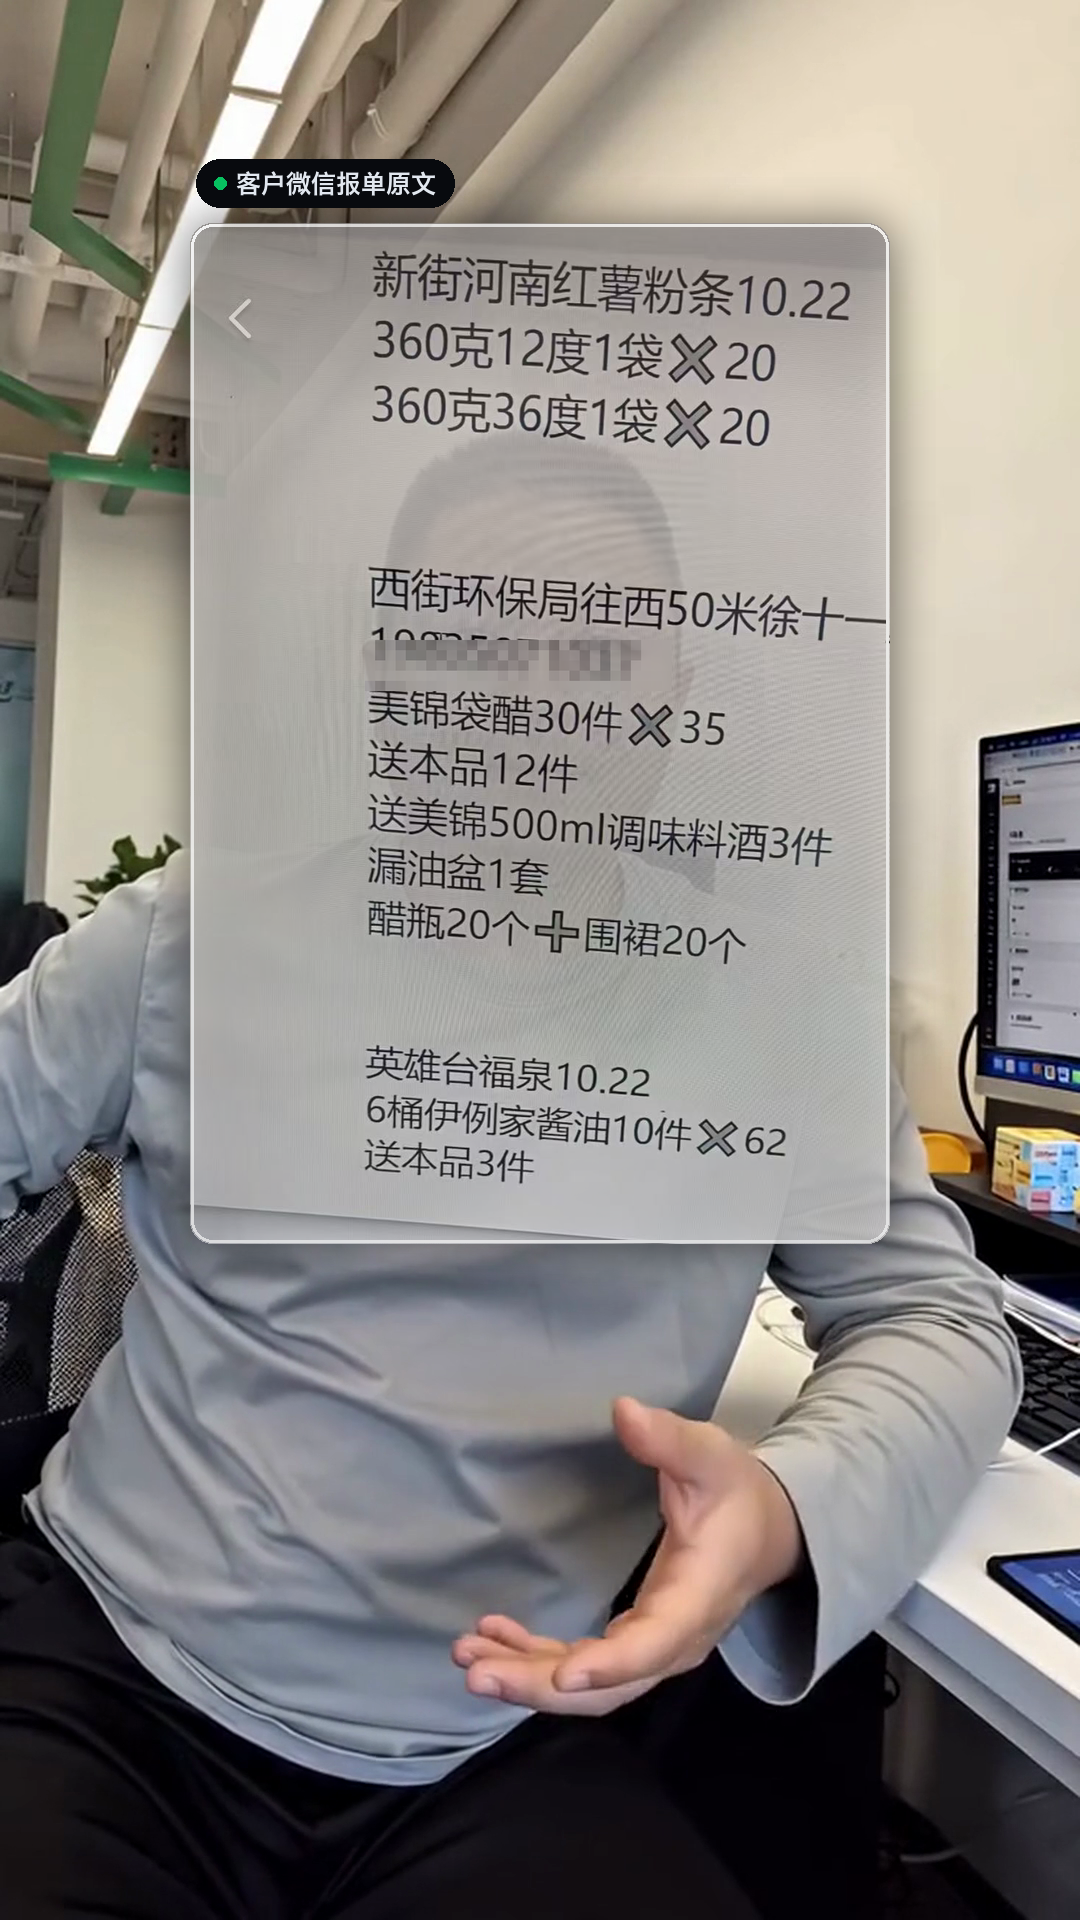 客户微信报单原文
新街河南红薯粉条10.22
360克12度1袋✖20
360克36度1袋✖20
西街环保局往西50米徐十一
美锦袋醋30件✖35
送本品12件
送美锦500ml调味料酒3件
漏油盆1套
醋瓶20个➕围裙20个
英雄台福泉10.22
6桶伊例家酱油10件✖62
送本品3件